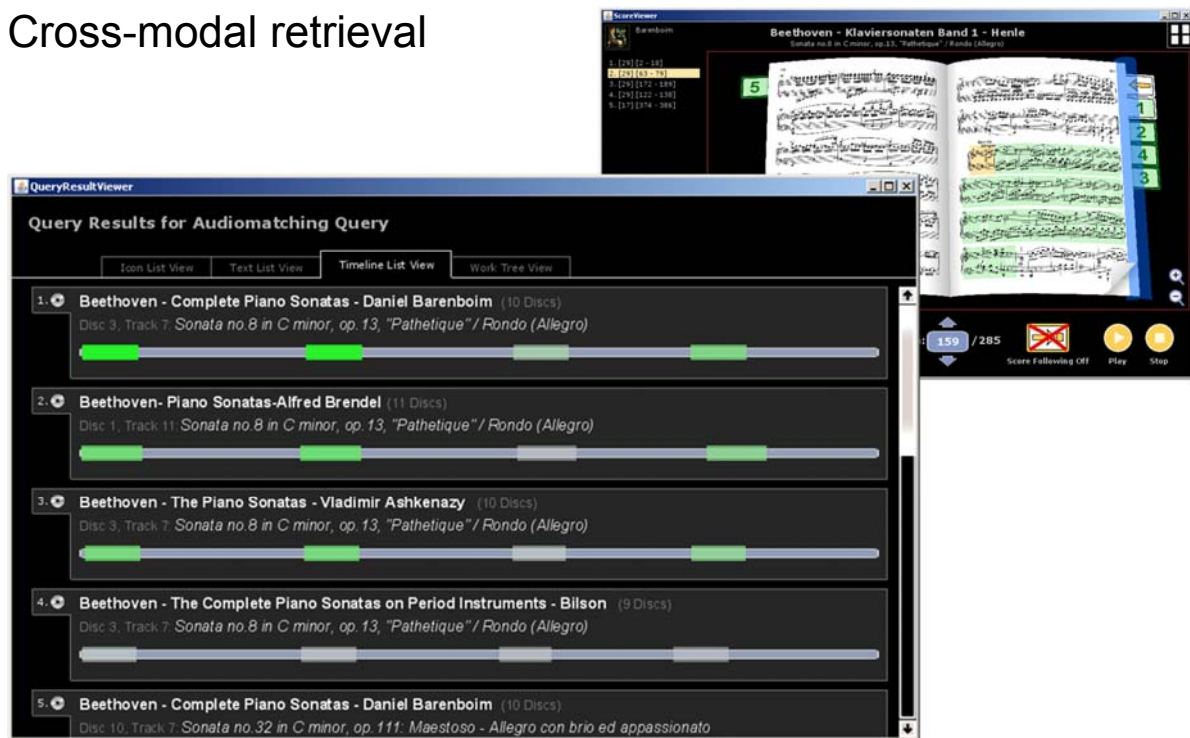 Cross-modal retrieval
ScoreViewer
Barenboim
Beethoven - Klaviersonaten Band 1 - Henle
Sonata no.8 in C minor, op.13, "Pathetique" / Rondo (Allegro)
1. [29] [2 - 18]
2. [29] [63 - 79]
3. [29] [172 - 189]
4. [29] [122 - 138]
5. [17] [374 - 386]
5
1
2
4
3
159 /285
Score Following Off
Play
Stop
QueryResultViewer
Query Results for Audiomatching Query
Icon List View
Text List View
Timeline List View
Work Tree View
1. Beethoven - Complete Piano Sonatas - Daniel Barenboim (10 Discs)
Disc 3, Track 7: Sonata no.8 in C minor, op.13, "Pathetique" / Rondo (Allegro)
2. Beethoven- Piano Sonatas-Alfred Brendel (11 Discs)
Disc 1, Track 11: Sonata no.8 in C minor, op.13, "Pathetique" / Rondo (Allegro)
3. Beethoven - The Piano Sonatas - Vladimir Ashkenazy (10 Discs)
Disc 3, Track 7: Sonata no.8 in C minor, op.13, "Pathetique" / Rondo (Allegro)
4. Beethoven - The Complete Piano Sonatas on Period Instruments - Bilson (9 Discs)
Disc 3, Track 7: Sonata no.8 in C minor, op.13, "Pathetique" / Rondo (Allegro)
5. Beethoven - Complete Piano Sonatas - Daniel Barenboim (10 Discs)
Disc 10, Track 7: Sonata no.32 in C minor, op.111: Maestoso - Allegro con brio ed appassionato